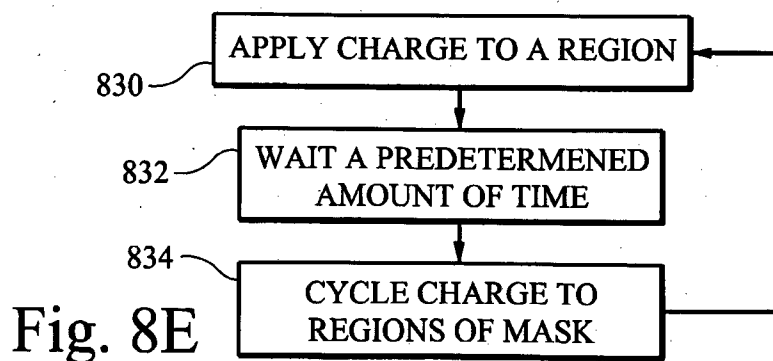 APPLY CHARGE TO A REGION
830
WAIT A PREDETERMENED
AMOUNT OF TIME
832
834
CYCLE CHARGE TO
REGIONS OF MASK
Fig. 8E